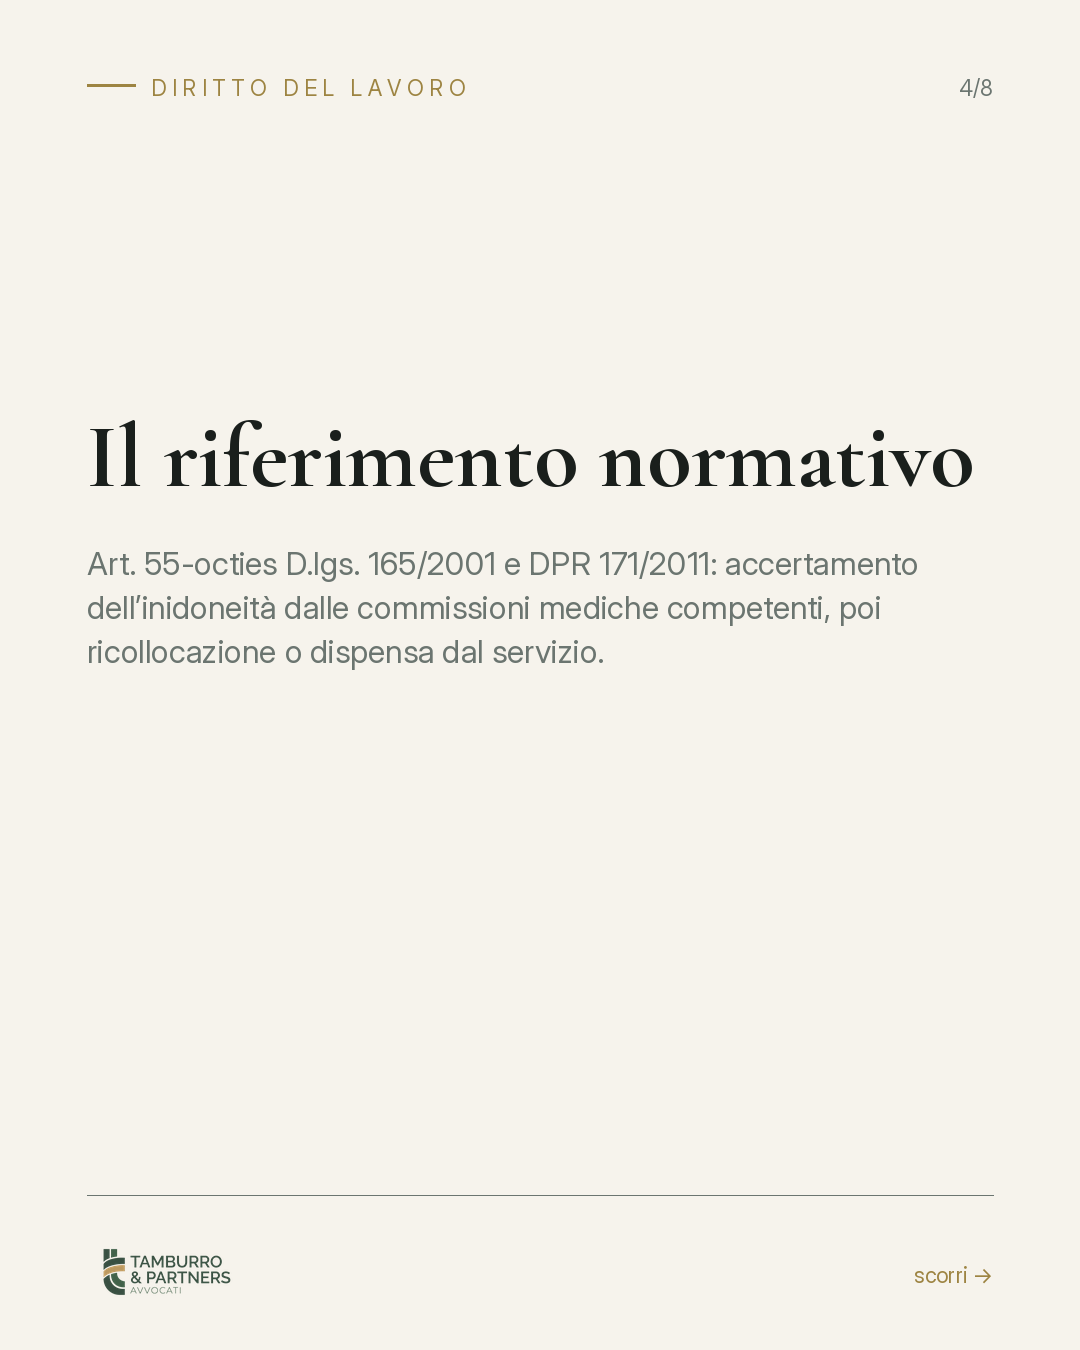 DIRITTO DEL LAVORO
4/8
Il riferimento normativo
Art. 55-octies D.lgs. 165/2001 e DPR 171/2011: accertamento
dell’inidoneità dalle commissioni mediche competenti, poi
ricollocazione o dispensa dal servizio.
TAMBURRO
& PARTNERS
AVVOCATI
scorri →